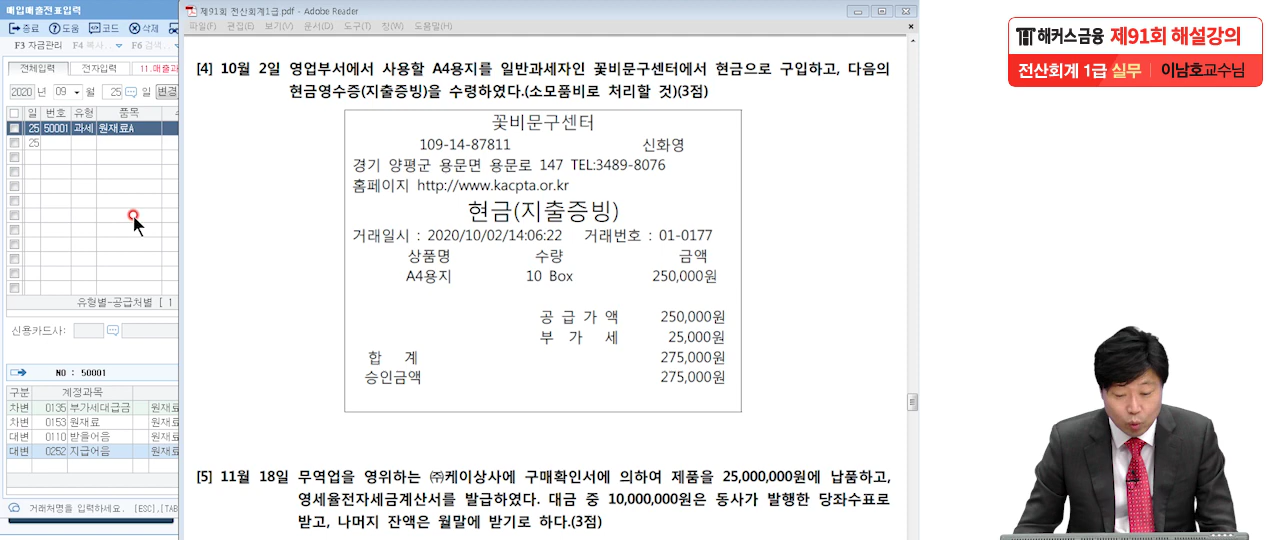 매입매출전표입력
종료 도움 코드 삭제
F3 자금관리 F4 복사.. F6 검색..
전체입력 전자입력 11.매출과
2020 년 09 월 25 일 변경
일 번호 유형 품목
25 50001 과세 원재료A
25
유형별-공급처별 [ 1
신용카드사:
NO : 50001
구분 계정과목
차변 0135 부가세대급금 원재료
차변 0153 원재료 원재료
대변 0110 받을어음 원재료
대변 0252 지급어음 원재료
거래처명을 입력하세요. [ESC],[TAB
제91회 전산회계1급.pdf - Adobe Reader
파일(F) 편집(E) 보기(V) 문서(D) 도구(T) 창(W) 도움말(H)
[4] 10월 2일 영업부서에서 사용할 A4용지를 일반과세자인 꽃비문구센터에서 현금으로 구입하고, 다음의
현금영수증(지출증빙)을 수령하였다.(소모품비로 처리할 것)(3점)
꽃비문구센터
109-14-87811 신화영
경기 양평군 용문면 용문로 147 TEL:3489-8076
홈페이지 http://www.kacpta.or.kr
현금(지출증빙)
거래일시 : 2020/10/02/14:06:22 거래번호 : 01-0177
상품명 수량 금액
A4용지 10 Box 250,000원
공 급 가 액 250,000원
부 가 세 25,000원
합 계 275,000원
승인금액 275,000원
[5] 11월 18일 무역업을 영위하는 ㈜케이상사에 구매확인서에 의하여 제품을 25,000,000원에 납품하고,
영세율전자세금계산서를 발급하였다. 대금 중 10,000,000원은 동사가 발행한 당좌수표로
받고, 나머지 잔액은 월말에 받기로 하다.(3점)
해커스금융 제91회 해설강의
전산회계 1급 실무 이남호교수님